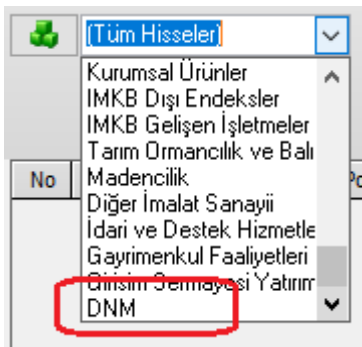 (Tüm Hisseler)
Kurumsal Ürünler
IMKB Dışı Endeksler
IMKB Gelişen İşletmeler
Tarım Ormancılık ve Balı
No
Madencilik
Po
Diğer İmalat Sanayii
İdari ve Destek Hizmetle
Gayrimenkul Faaliyetleri
Girişim Sermayesi Yatırım
DNM